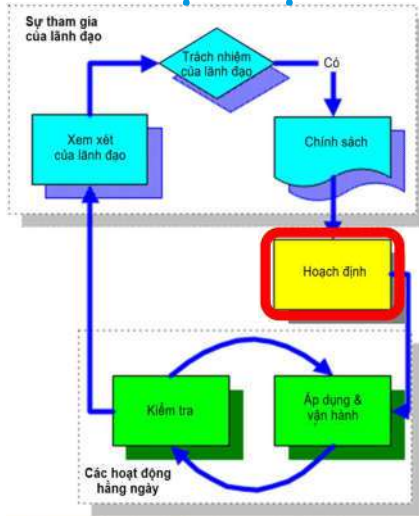 Sự tham gia
của lãnh đạo
Trách nhiệm
của lãnh đạo
Có
Xem xét
của lãnh đạo
Chính sách
Hoạch định
Kiểm tra
Áp dụng &
vận hành
Các hoạt động
hằng ngày